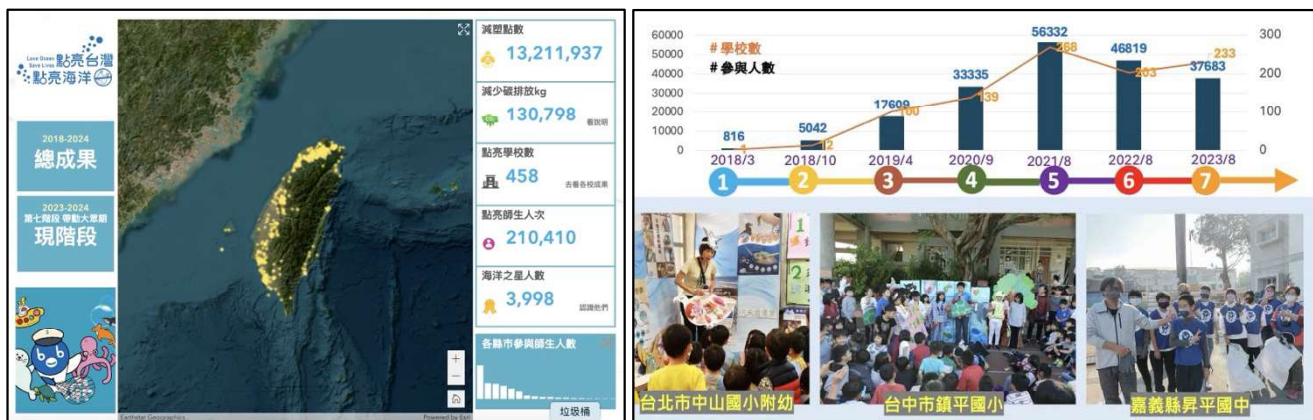 Love Ocean
Save Lives
點亮台灣
點亮海洋
2018-2024
總成果
2023-2024
第七階段 帶動大眾期
現階段
Earthstar Geographics
Powered by Esri
減塑點數
13,211,937
減少碳排放kg
130,798
看說明
點亮學校數
458
去看各校成果
點亮師生人次
210,410
海洋之星人數
3,998
認識他們
各縣市參與師生人數
垃圾桶
# 學校數
# 參與人數
60000
50000
40000
30000
20000
10000
0
300
200
100
0
816
5042
17609
33335
56332
46819
37683
1
12
100
139
268
203
233
2018/3
2018/10
2019/4
2020/9
2021/8
2022/8
2023/8
1
2
3
4
5
6
7
台北市中山國小附幼
台中市鎮平國小
嘉義縣昇平國中